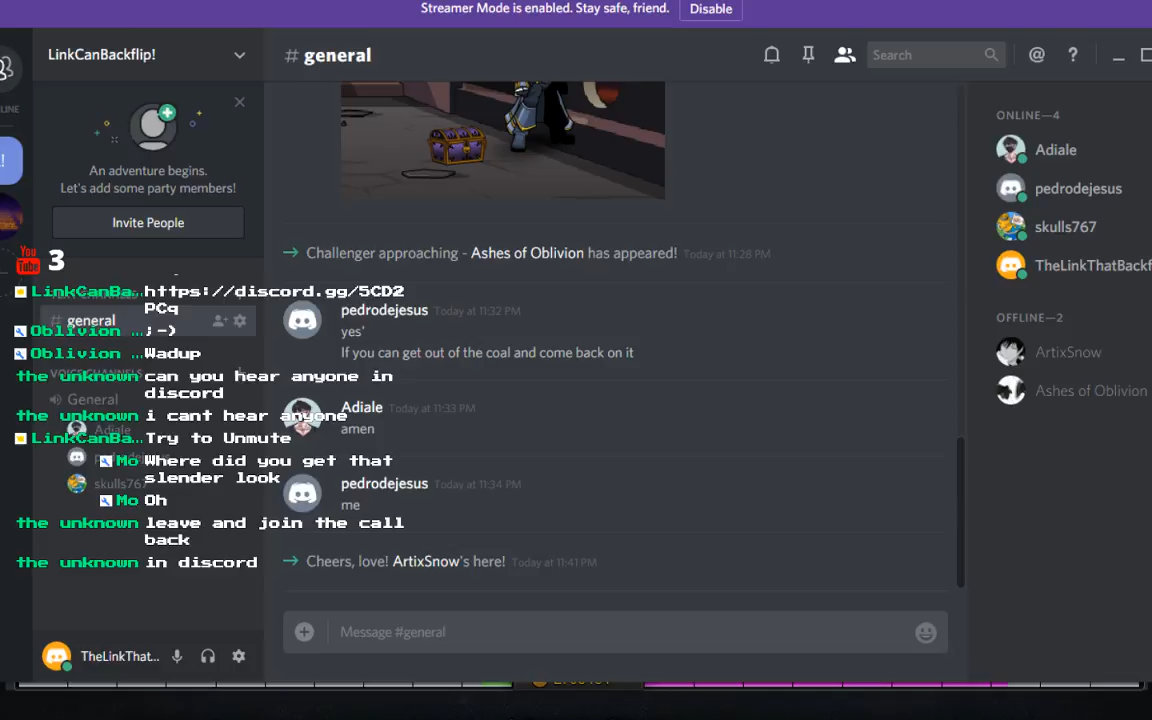 Streamer Mode is enabled. Stay safe, friend. Disable
LinkCanBackflip!
# general
Search
An adventure begins.
Let's add some party members!
Invite People
You Tube 3
LinkCanBa… https://discord.gg/5CD2
PCq
# general
Oblivion … ;-)
Oblivion … Wadup
the unknown can you hear anyone in
discord
General
the unknown i cant hear anyone
Adiale
LinkCanBa… Try to Unmute
Mo Where did you get that
slender look
skulls767
Mo Oh
the unknown leave and join the call
back
the unknown in discord
TheLinkThat...
Challenger approaching - Ashes of Oblivion has appeared! Today at 11:28 PM
pedrodejesus Today at 11:32 PM
yes'
If you can get out of the coal and come back on it
Adiale Today at 11:33 PM
amen
pedrodejesus Today at 11:34 PM
me
Cheers, love! ArtixSnow's here! Today at 11:41 PM
Message #general
ONLINE—4
Adiale
pedrodejesus
skulls767
TheLinkThatBackf
OFFLINE—2
ArtixSnow
Ashes of Oblivion